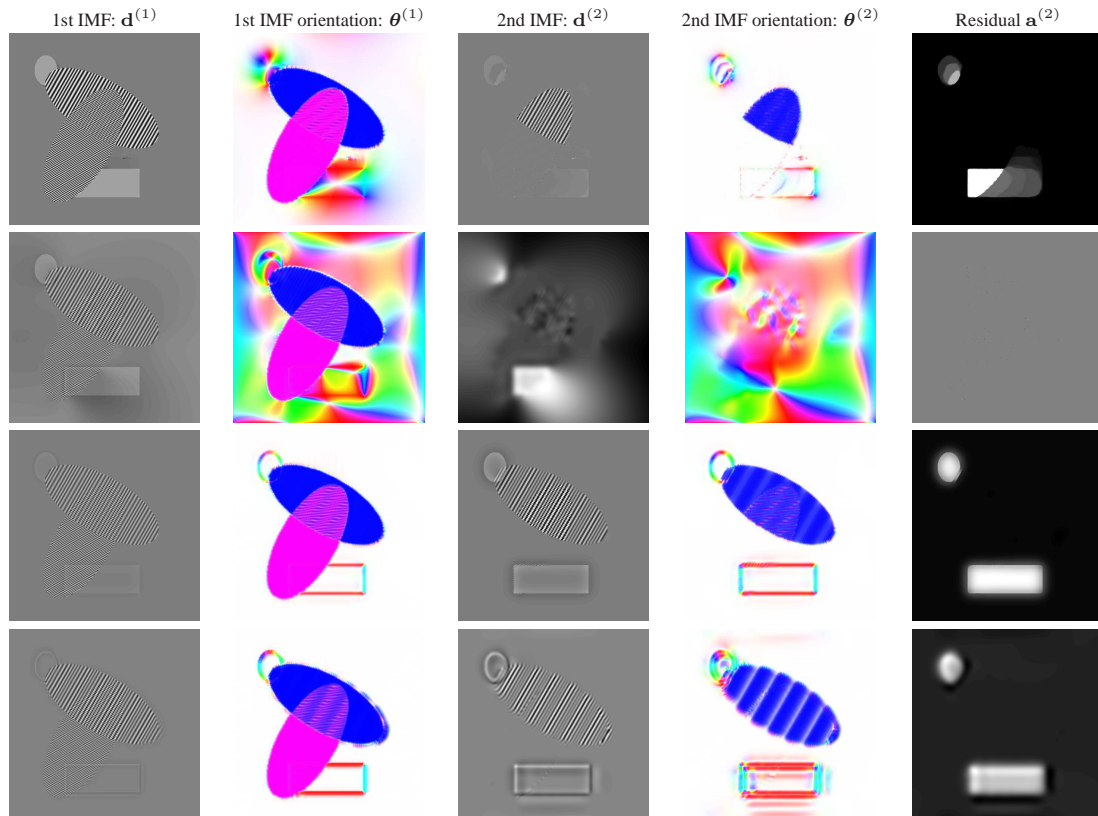 1st IMF: d⁽¹⁾ 1st IMF orientation: θ⁽¹⁾ 2nd IMF: d⁽²⁾ 2nd IMF orientation: θ⁽²⁾ Residual a⁽²⁾